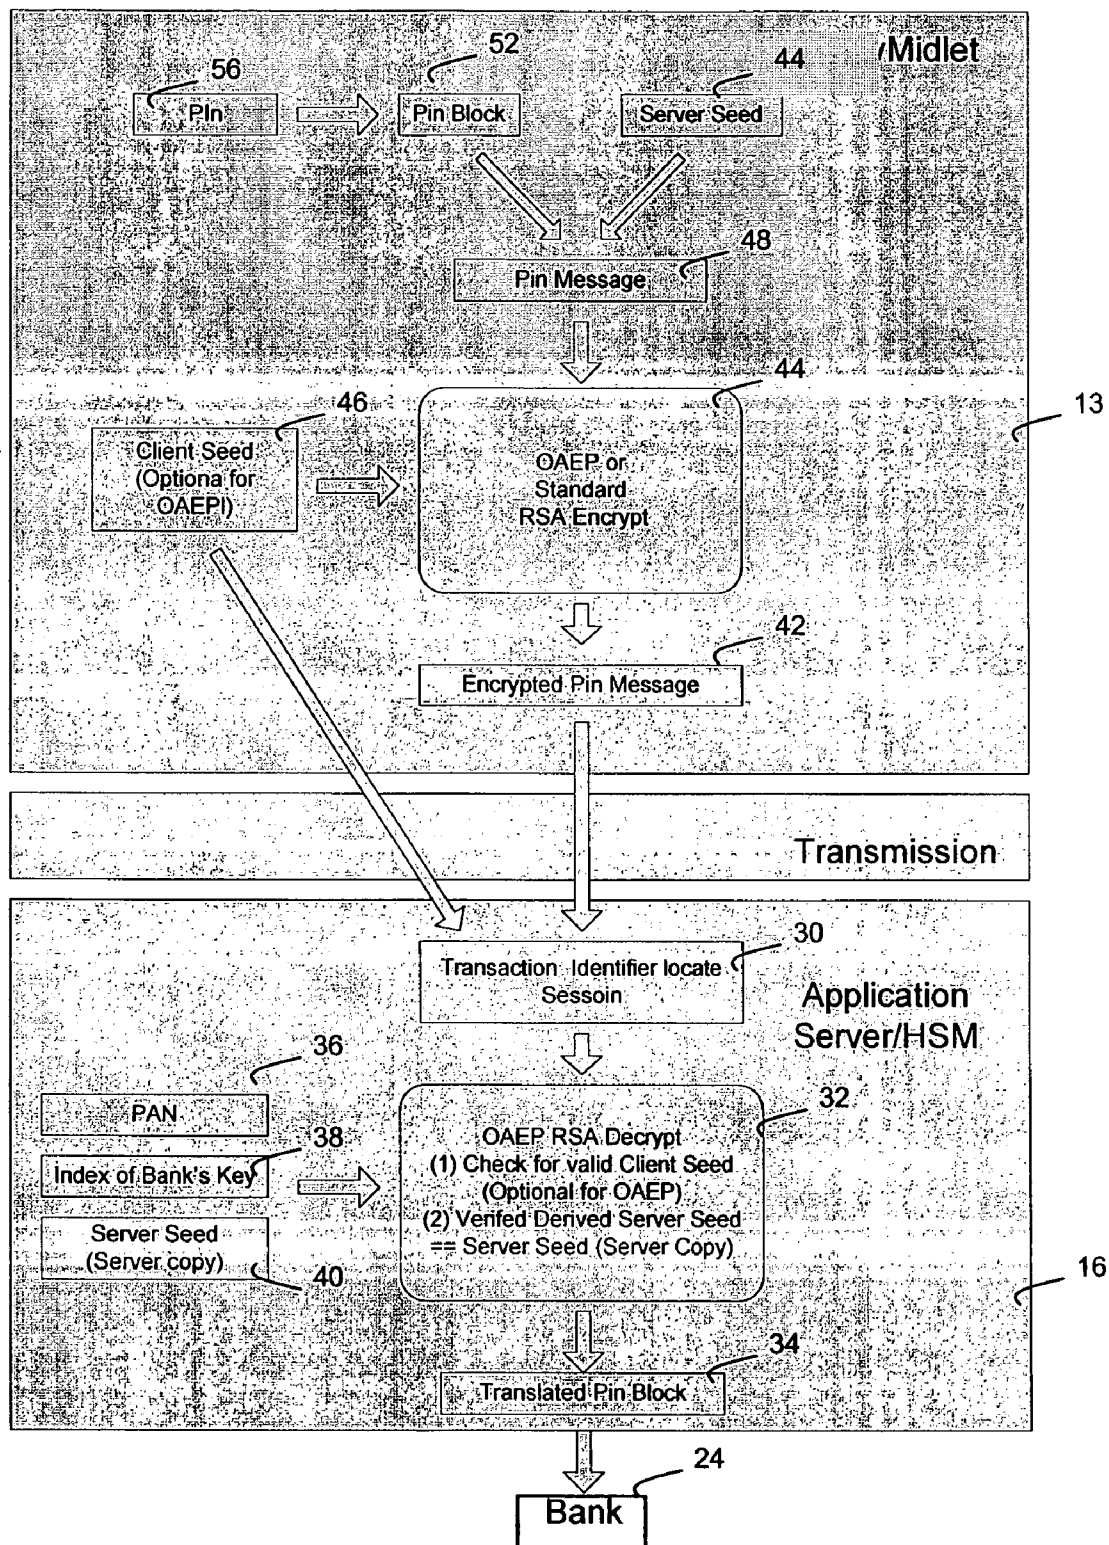 /Midlet
56
52
44
PIn
Pin Block
Server Seed
48
Pin Message
44
46
13
Client Seed
(Optiona for
OAEPI)
OAEP or
Standard
RSA Encrypt
42
Encrypted Pin Message
Transmission
30
Transaction Identifier locate
Sessoin
Application
Server/HSM
36
PAN
38
Index of Bank's Key
Server Seed
(Server copy)
40
32
OAEP RSA Decrypt
(1) Check for valid Client Seed
(Optional for OAEP)
(2) Verifed Derived Server Seed
== Server Seed (Server Copy)
16
34
Translated Pin Block
24
Bank